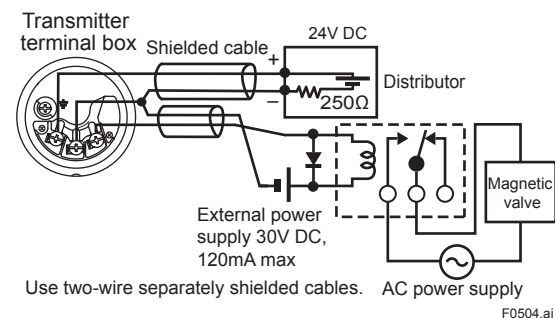 Transmitter
terminal box
Shielded cable
24V DC
+
–
250Ω
Distributor
External power
supply 30V DC,
120mA max
Magnetic
valve
Use two-wire separately shielded cables.
AC power supply
F0504.ai